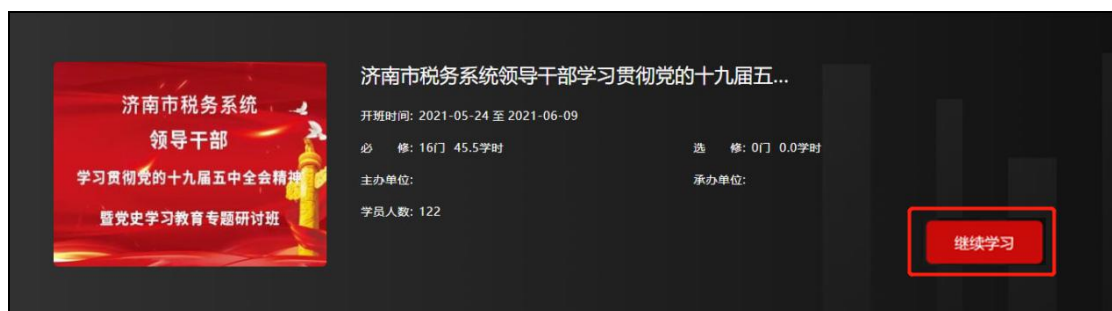 济南市税务系统
领导干部
学习贯彻党的十九届五中全会精神
暨党史学习教育专题研讨班
济南市税务系统领导干部学习贯彻党的十九届五...
开班时间: 2021-05-24 至 2021-06-09
必 修: 16门 45.5学时 选 修: 0门 0.0学时
主办单位: 承办单位:
学员人数: 122
继续学习